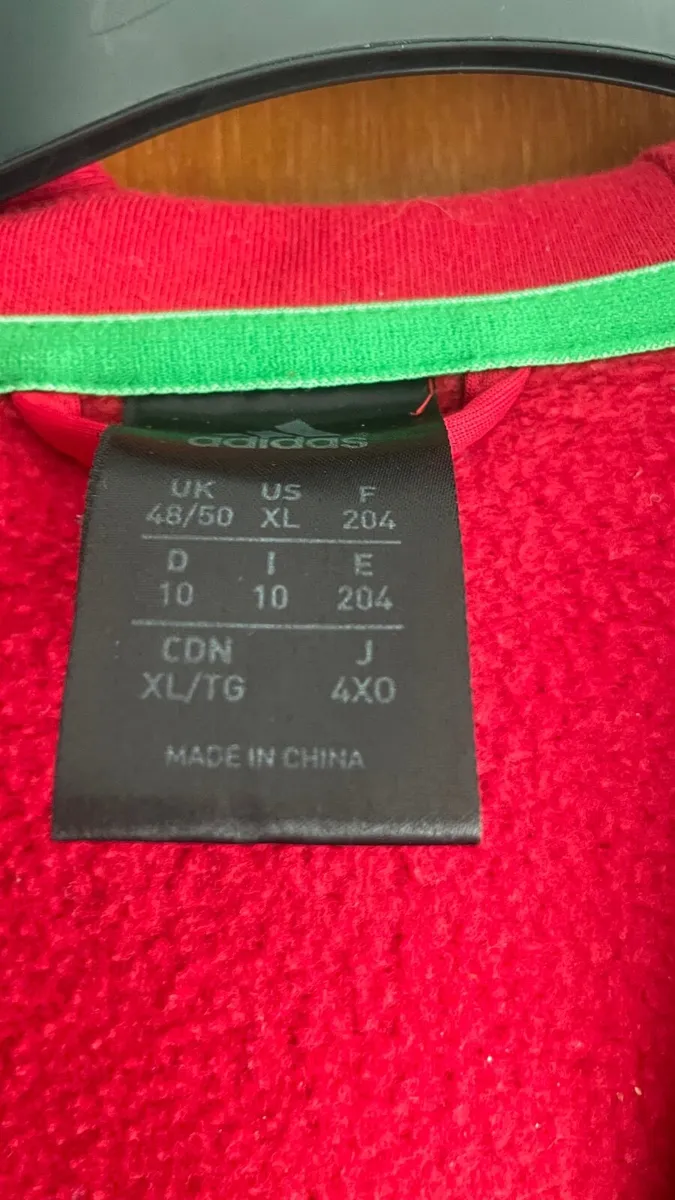 adidas
UK US F
48/50 XL 204
D I E
10 10 204
CDN J
XL/TG 4XO
MADE IN CHINA